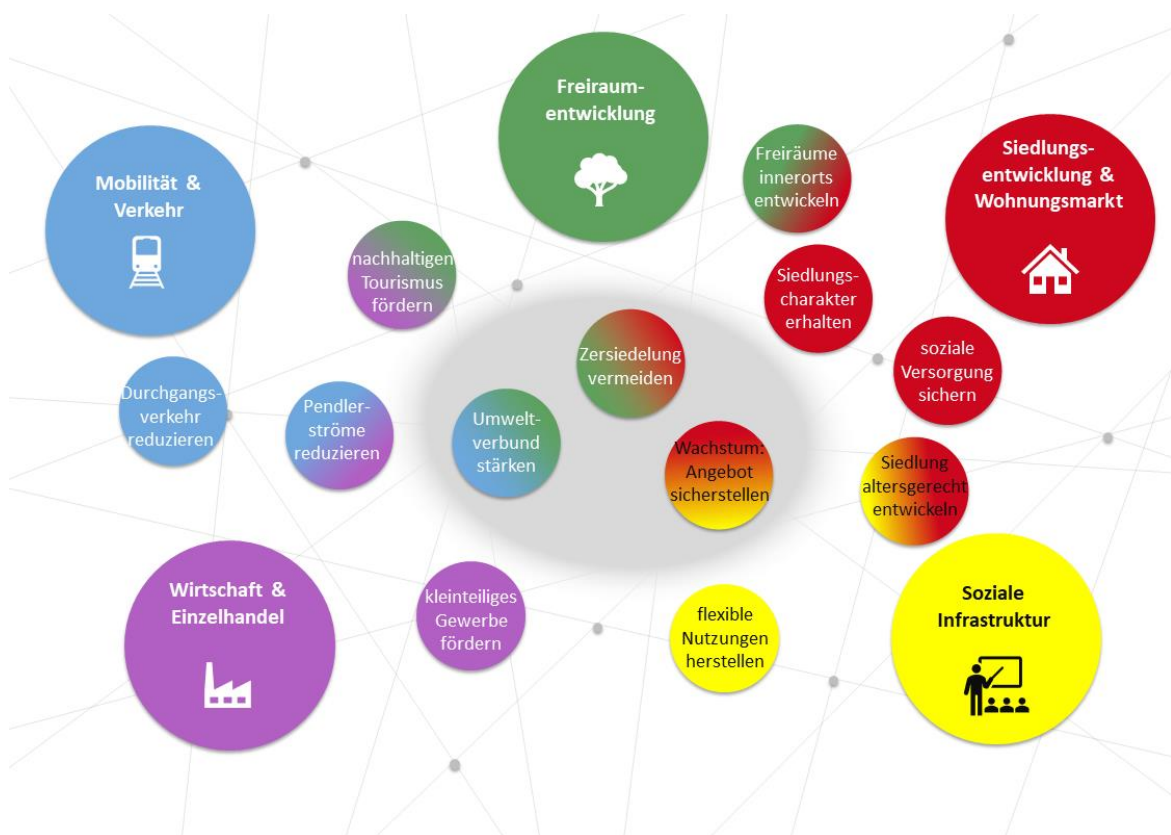 Freiraum-
entwicklung
Mobilität &
Verkehr
Siedlungs-
entwicklung &
Wohnungsmarkt
Freiräume
innerorts
entwickeln
nachhaltigen
Tourismus
fördern
Siedlungs-
charakter
erhalten
Zersiedelung
vermeiden
soziale
Versorgung
sichern
Durchgangs-
verkehr
reduzieren
Pendler-
ströme
reduzieren
Umwelt-
verbund
stärken
Wachstum:
Angebot
sicherstellen
Siedlung
altersgerecht
entwickeln
Wirtschaft &
Einzelhandel
kleinteiliges
Gewerbe
fördern
flexible
Nutzungen
herstellen
Soziale
Infrastruktur